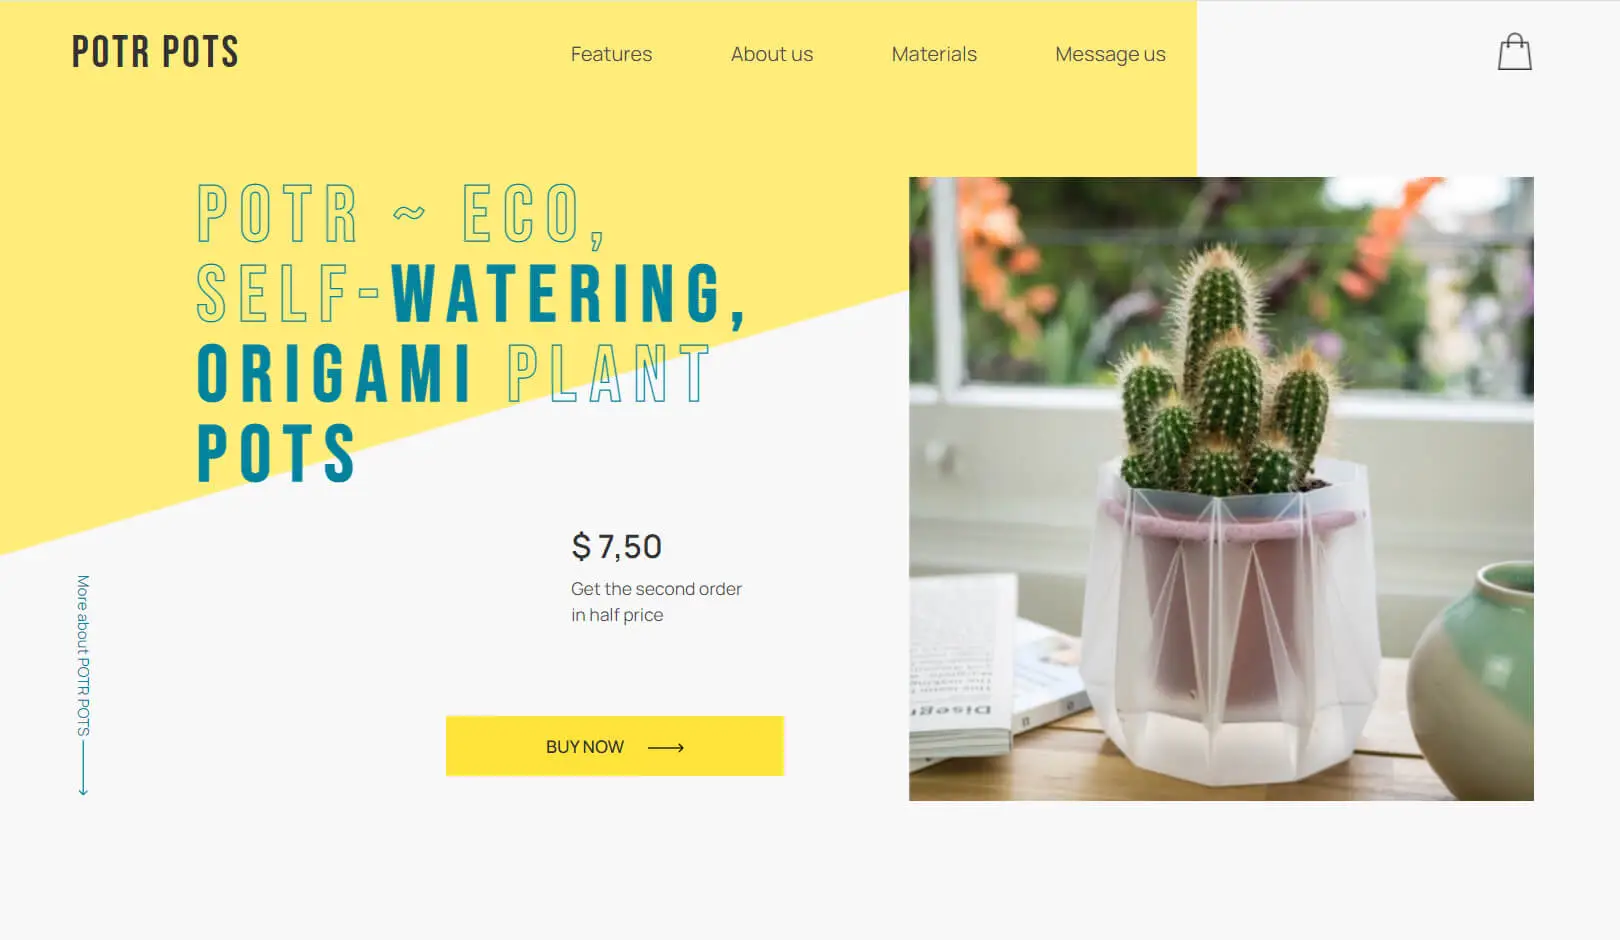 POTR POTS
Features
About us
Materials
Message us
POTR ~ ECO,
SELF-WATERING,
ORIGAMI PLANT
POTS
$ 7,50
Get the second order
in half price
More about POTR POTS
BUY NOW